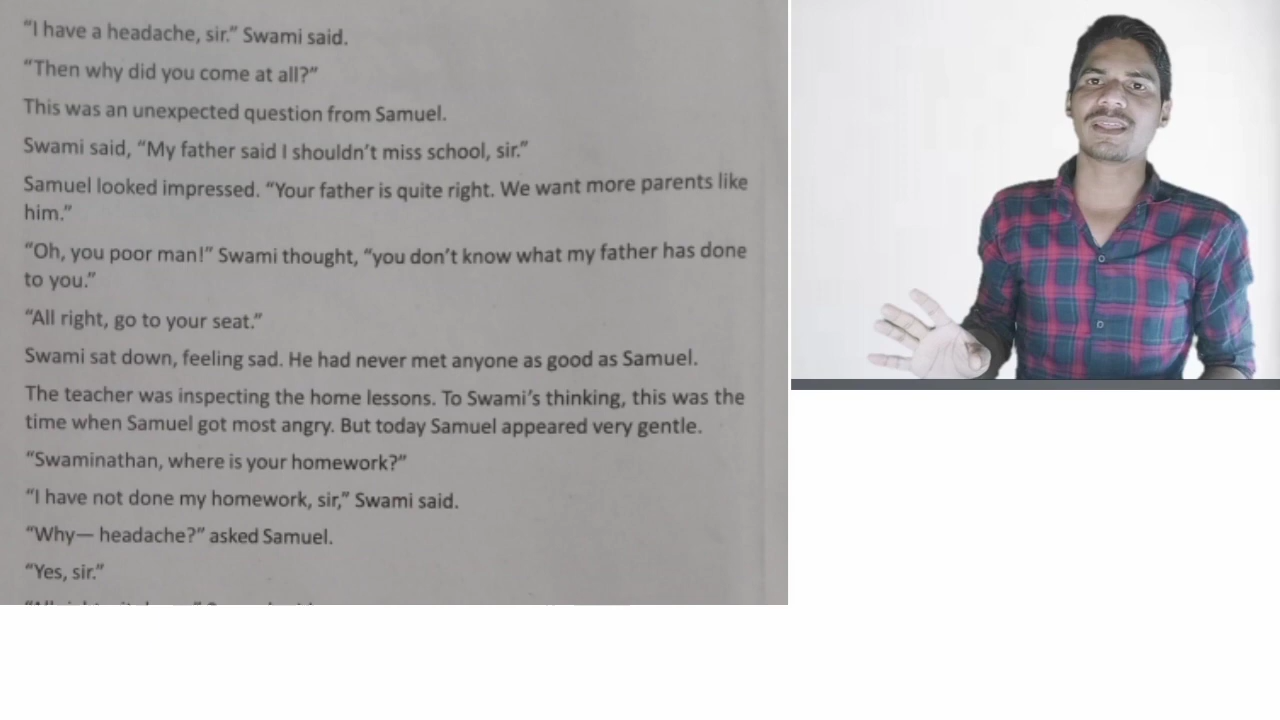 “I have a headache, sir.” Swami said.
“Then why did you come at all?”
This was an unexpected question from Samuel.
Swami said, “My father said I shouldn’t miss school, sir.”
Samuel looked impressed. “Your father is quite right. We want more parents like
him.”
“Oh, you poor man!” Swami thought, “you don’t know what my father has done
to you.”
“All right, go to your seat.”
Swami sat down, feeling sad. He had never met anyone as good as Samuel.
The teacher was inspecting the home lessons. To Swami’s thinking, this was the
time when Samuel got most angry. But today Samuel appeared very gentle.
“Swaminathan, where is your homework?”
“I have not done my homework, sir,” Swami said.
“Why— headache?” asked Samuel.
“Yes, sir.”